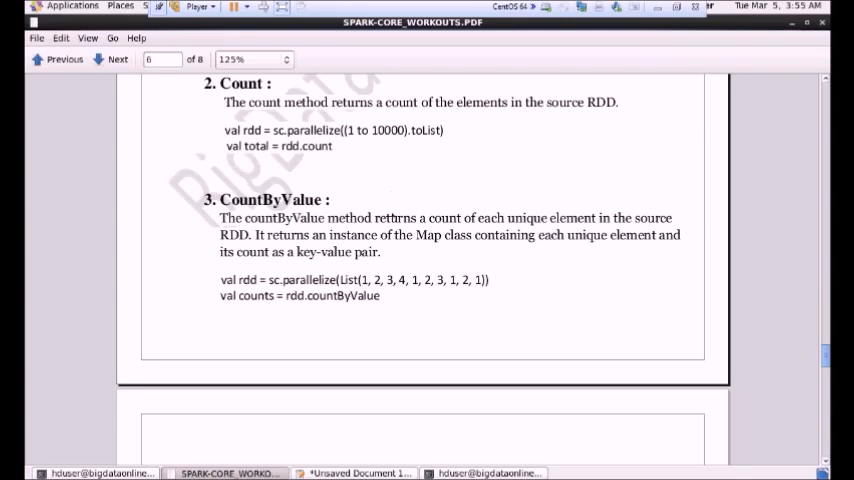 Applications Places S Player CentOS 64 Tue Mar 5, 3:55 AM
SPARK-CORE_WORKOUTS.PDF
File Edit View Go Help
Previous Next 6 of 8 125%
2. Count :
The count method returns a count of the elements in the source RDD.
val rdd = sc.parallelize((1 to 10000).toList)
val total = rdd.count
3. CountByValue :
The countByValue method returns a count of each unique element in the source
RDD. It returns an instance of the Map class containing each unique element and
its count as a key-value pair.
val rdd = sc.parallelize(List(1, 2, 3, 4, 1, 2, 3, 1, 2, 1))
val counts = rdd.countByValue
hduser@bigdataonline... SPARK-CORE_WORKO... *Unsaved Document 1... hduser@bigdataonline...